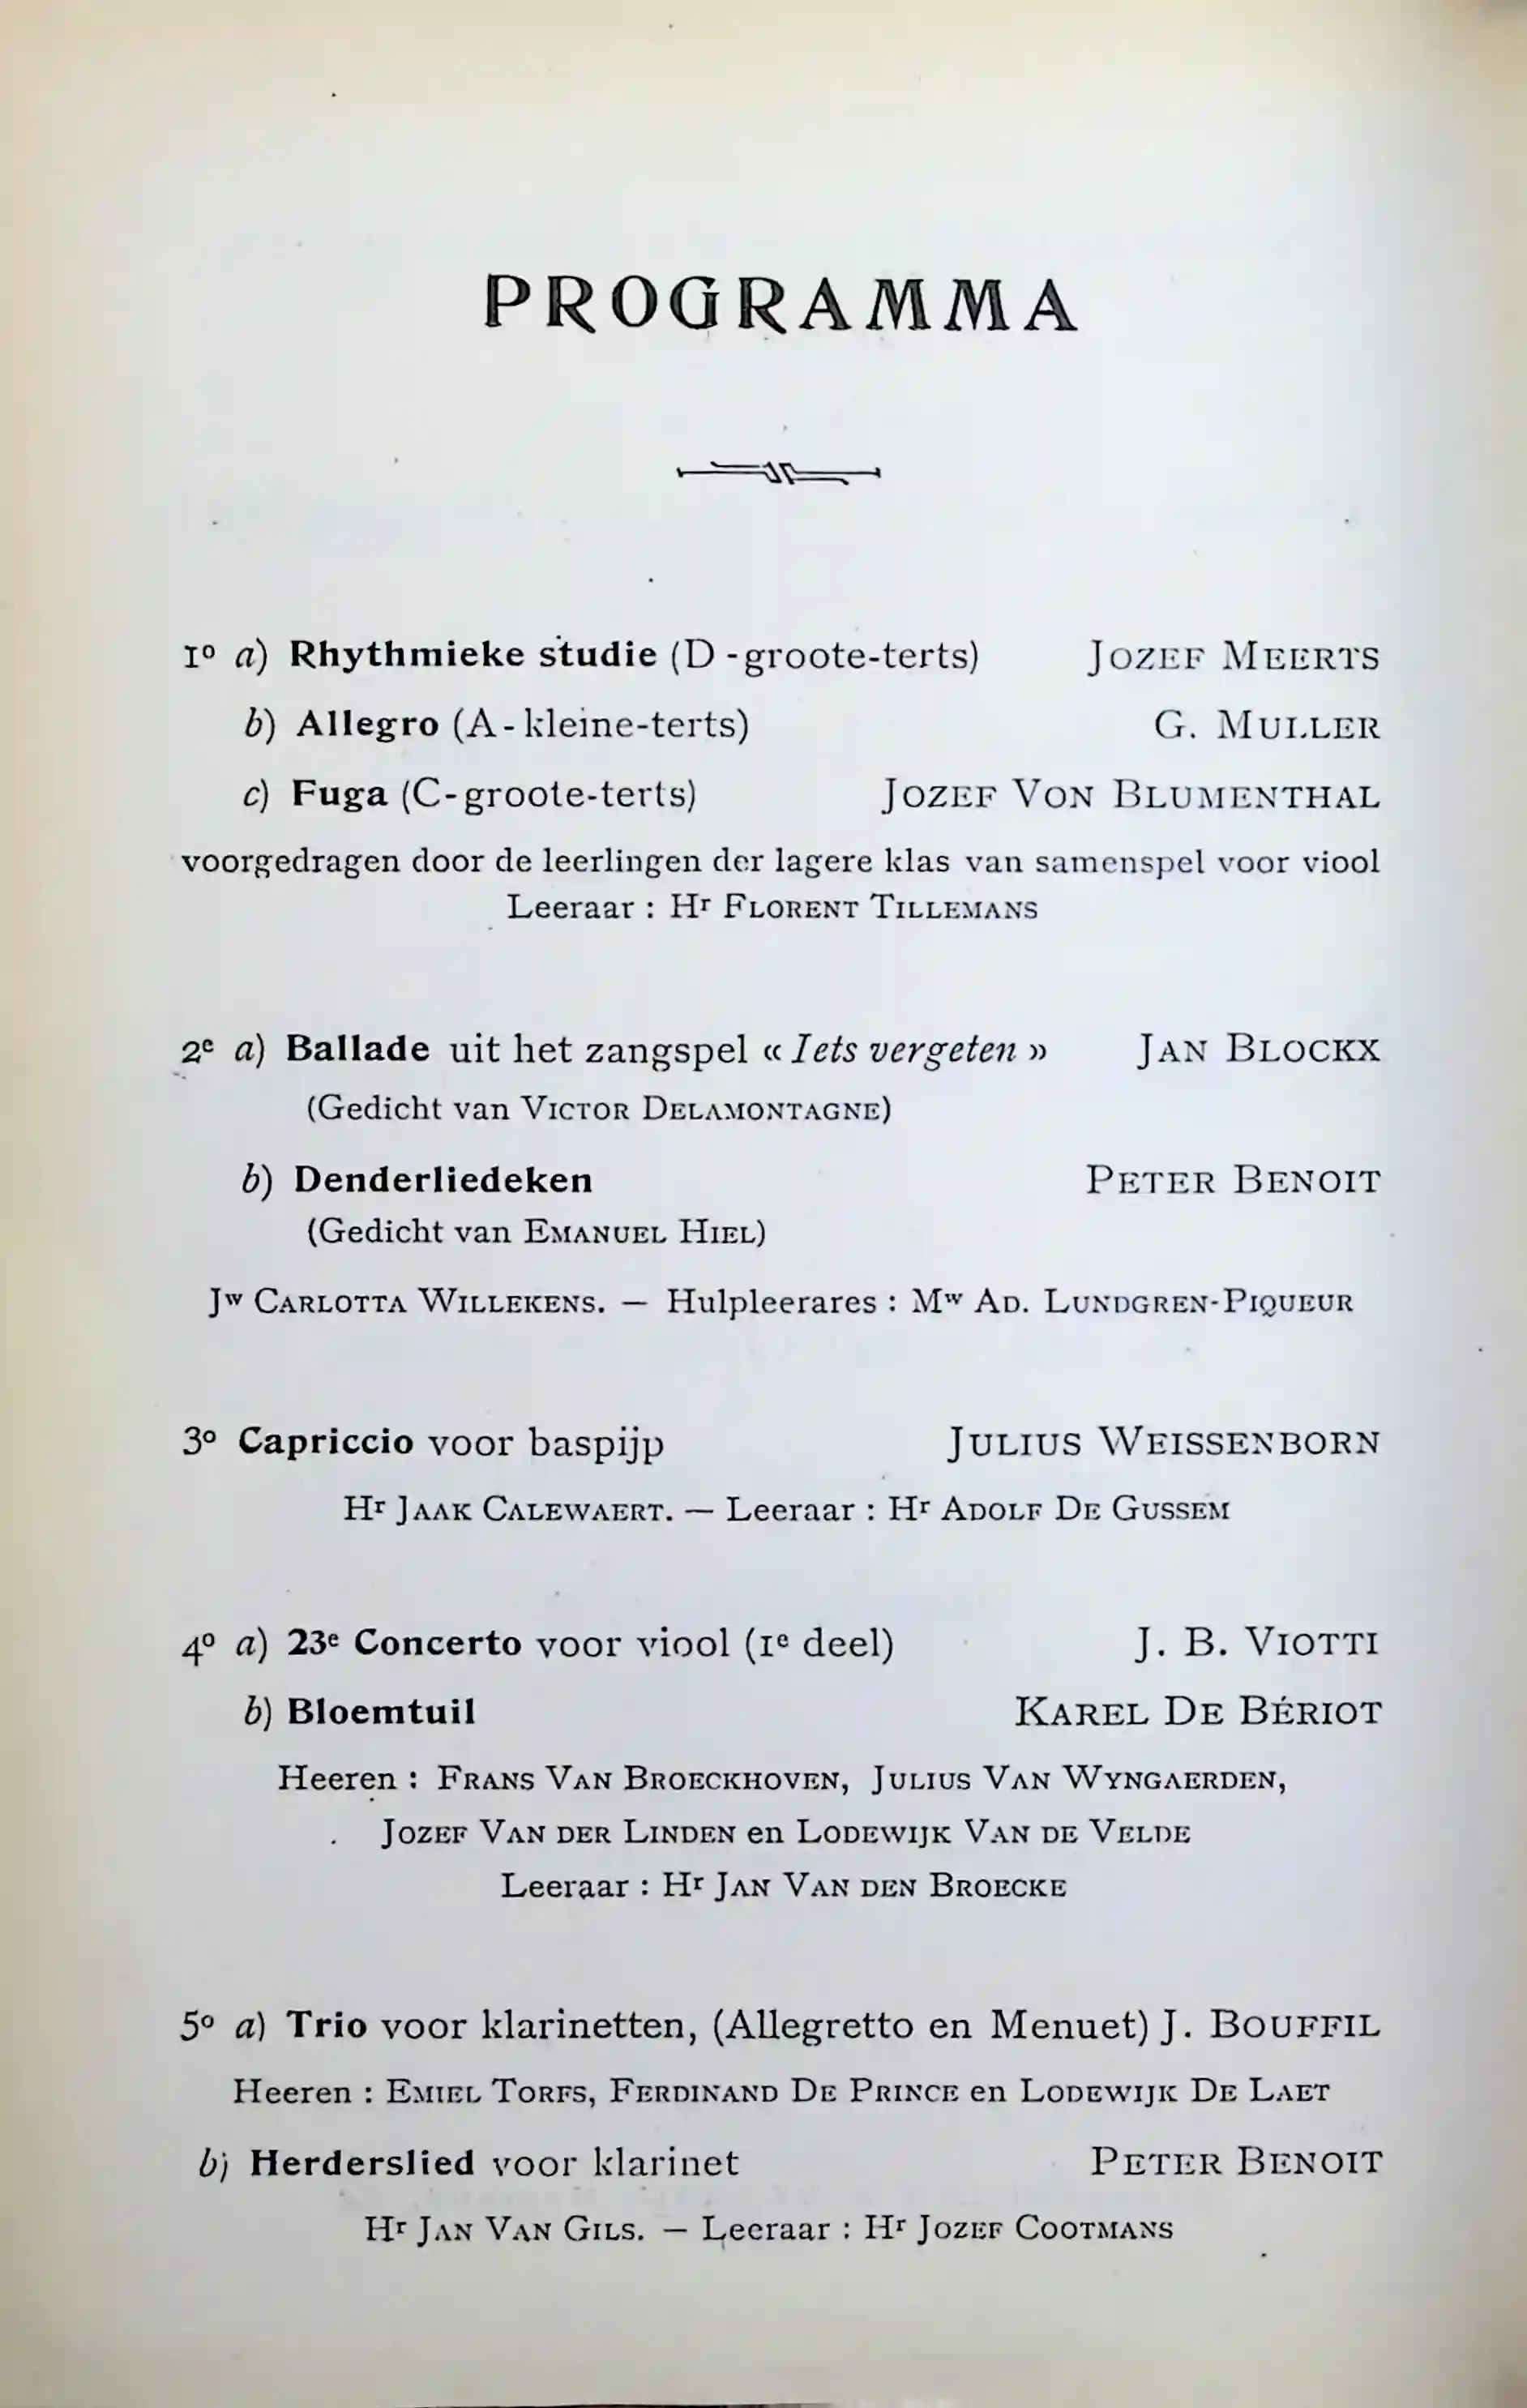 PROGRAMMA
1º a) Rhythmieke studie (D -groote-terts) JOZEF MEERTS
b) Allegro (A-kleine-terts) G. MULLER
c) Fuga (C-groote-terts) JOZEF VON BLUMENTHAL
voorgedragen door de leerlingen der lagere klas van samenspel voor viool
Leeraar : Hr FLORENT TILLEMANS
2e a) Ballade uit het zangspel « Iets vergeten » JAN BLOCKX
(Gedicht van VICTOR DELAMONTAGNE)
b) Denderliedeken PETER BENOIT
(Gedicht van EMANUEL HIEL)
Jw CARLOTTA WILLEKENS. — Hulpleerares : Mw AD. LUNDGREN-PIQUEUR
3º Capriccio voor baspijp JULIUS WEISSENBORN
Hr JAAK CALEWAERT. — Leeraar : Hr ADOLF DE GUSSEM
4º a) 23e Concerto voor viool (1e deel) J. B. VIOTTI
b) Bloemtuil KAREL DE BÉRIOT
Heeren : FRANS VAN BROECKHOVEN, JULIUS VAN WYNGAERDEN,
JOZEF VAN DER LINDEN en LODEWIJK VAN DE VELDE
Leeraar : Hr JAN VAN DEN BROECKE
5º a) Trio voor klarinetten, (Allegretto en Menuet) J. BOUFFIL
Heeren : EMIEL TORFS, FERDINAND DE PRINCE en LODEWIJK DE LAET
b) Herderslied voor klarinet PETER BENOIT
Hr JAN VAN GILS. — Leeraar : Hr JOZEF COOTMANS